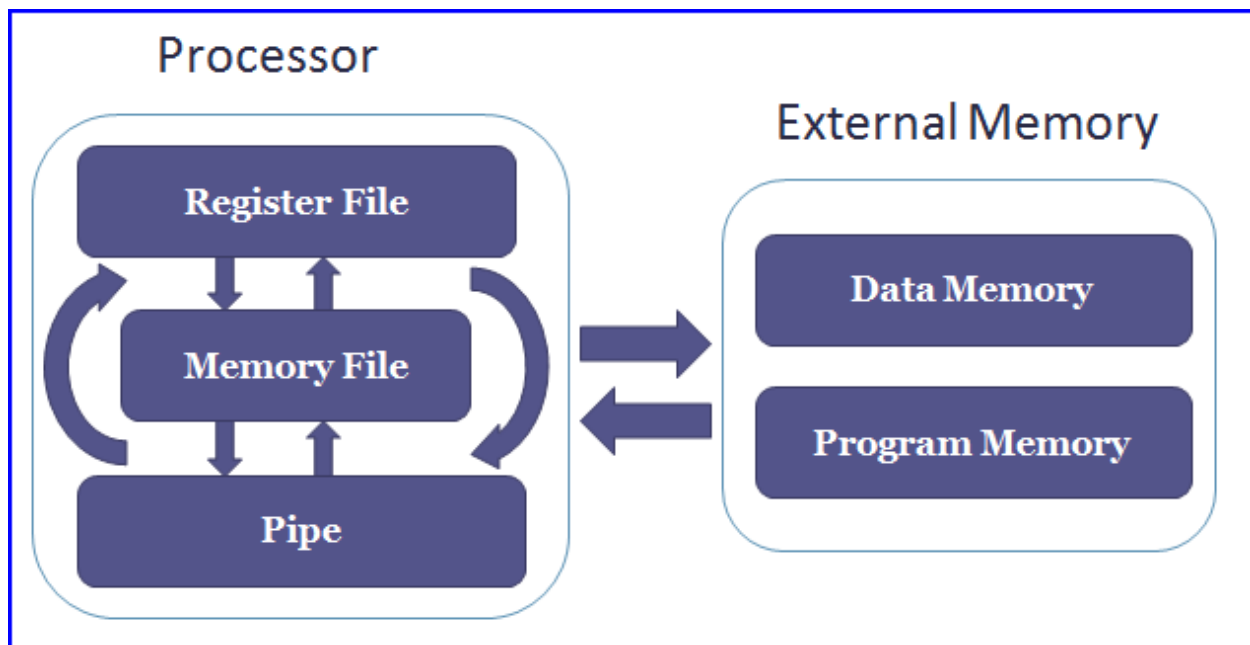 Processor
External Memory
Register File
Memory File
Pipe
Data Memory
Program Memory